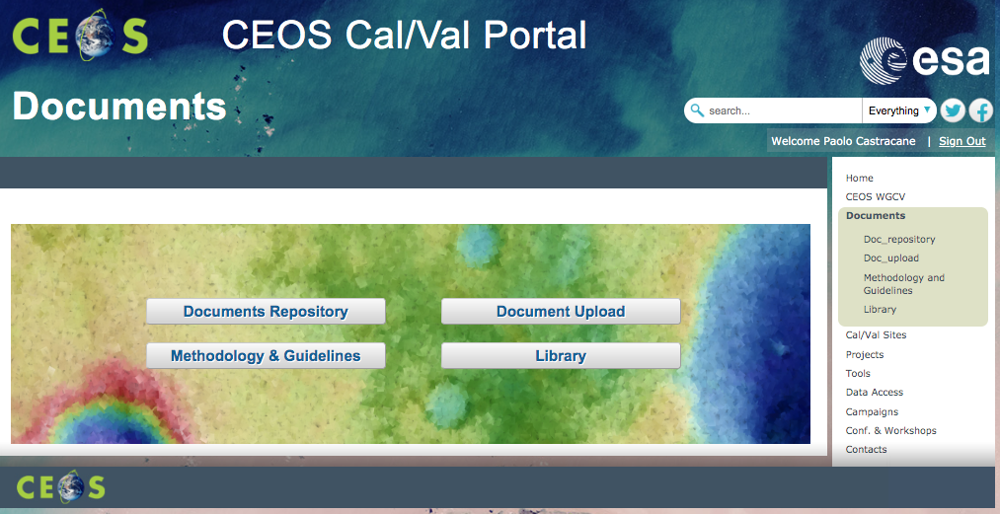 CEOS
CEOS Cal/Val Portal
esa
Documents
search...
Everything
Welcome Paolo Castracane | Sign Out
Home
CEOS WGCV
Documents
Doc_repository
Doc_upload
Methodology and
Guidelines
Library
Cal/Val Sites
Projects
Tools
Data Access
Campaigns
Conf. & Workshops
Contacts
Documents Repository
Document Upload
Methodology & Guidelines
Library
CEOS